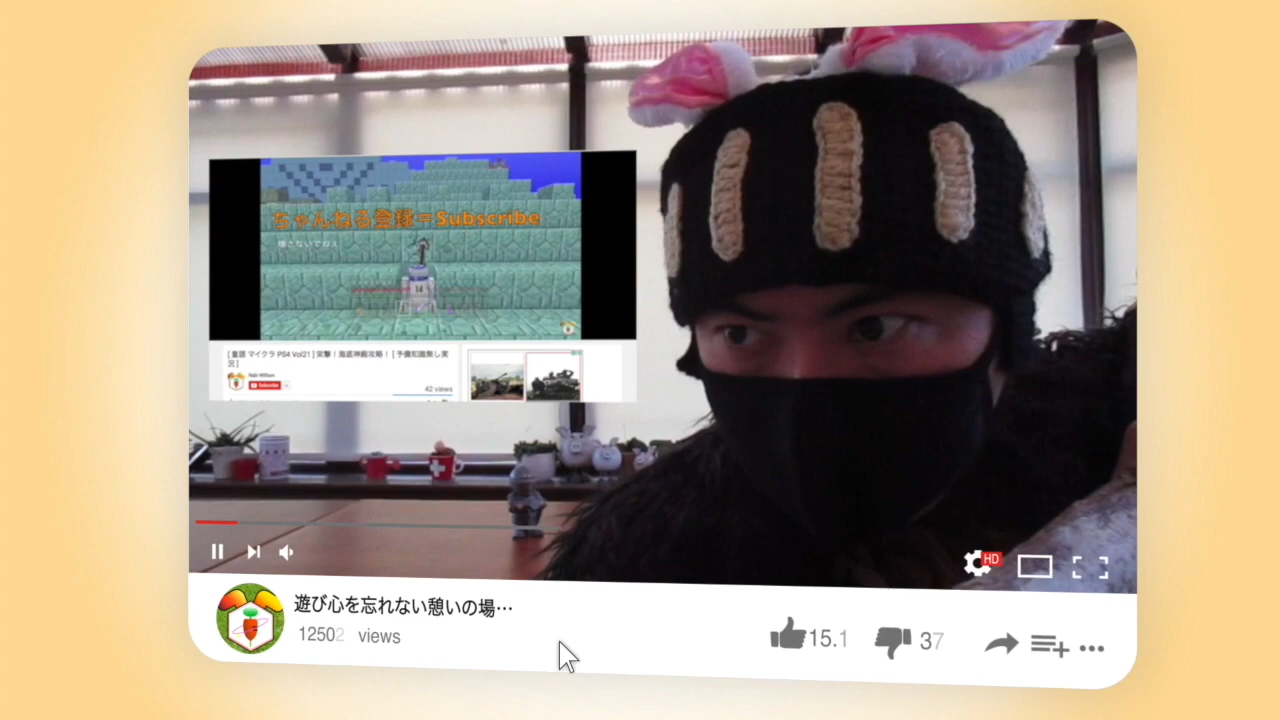 ちゃんねる登録=Subscribe
壊さないでねぇ
14
[ 童謡 マイクラ PS4 Vol21 ] 突撃！海底神殿攻略！ [ 予備知識無し実
況 ]
Subscribe
42 views
HD
遊び心を忘れない憩いの場…
12502 views
15.1
37